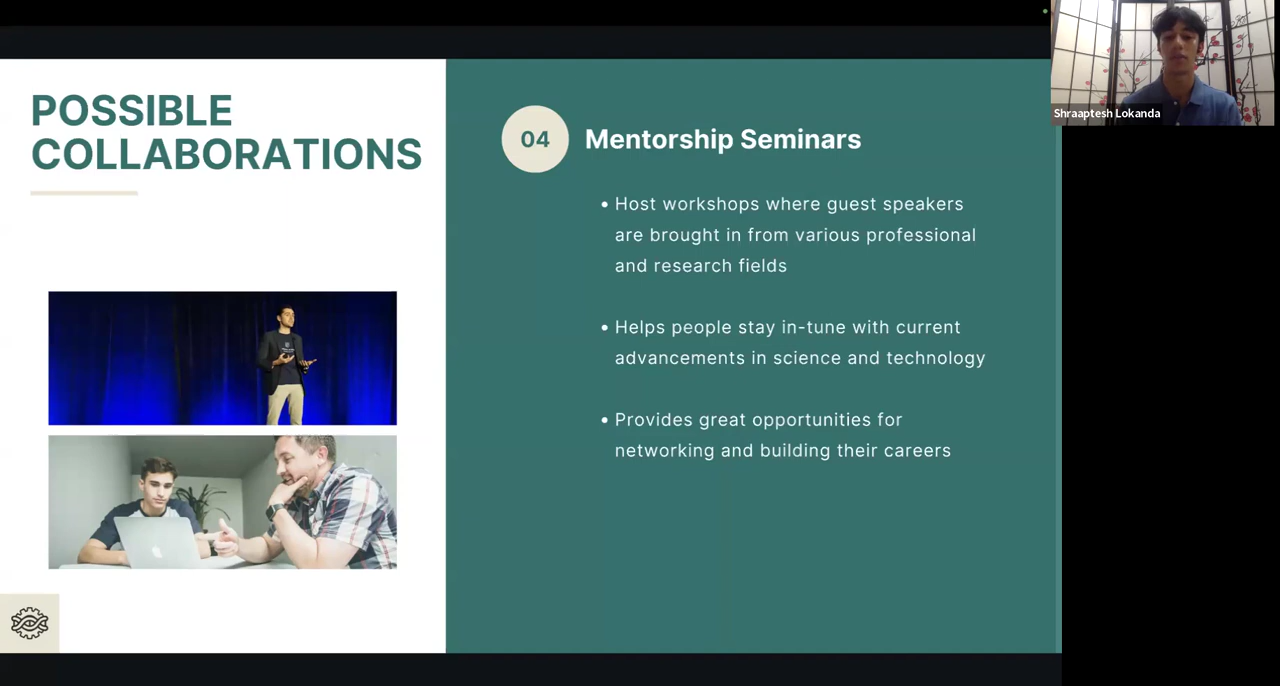 POSSIBLE
COLLABORATIONS
04
Mentorship Seminars
• Host workshops where guest speakers
are brought in from various professional
and research fields
• Helps people stay in-tune with current
advancements in science and technology
• Provides great opportunities for
networking and building their careers
Shraaptesh Lokanda